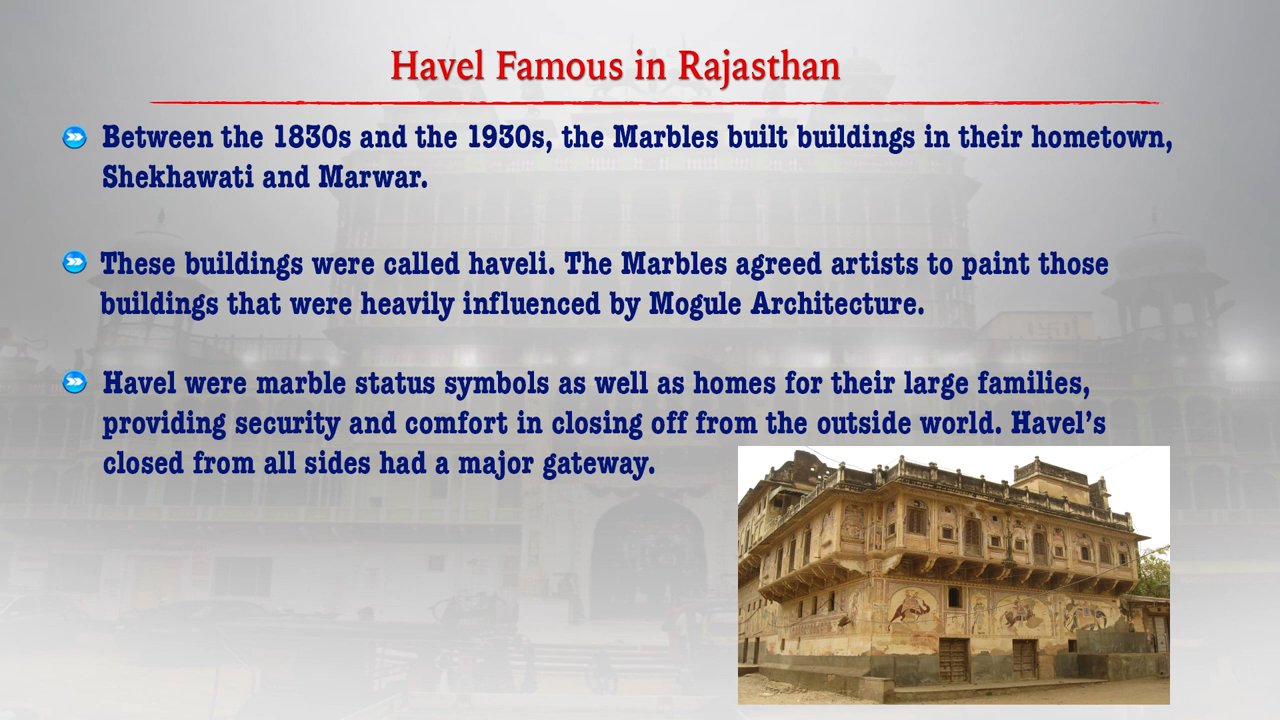 Havel Famous in Rajasthan
Between the 1830s and the 1930s, the Marbles built buildings in their hometown,
Shekhawati and Marwar.
These buildings were called haveli. The Marbles agreed artists to paint those
buildings that were heavily influenced by Mogule Architecture.
Havel were marble status symbols as well as homes for their large families,
providing security and comfort in closing off from the outside world. Havel’s
closed from all sides had a major gateway.